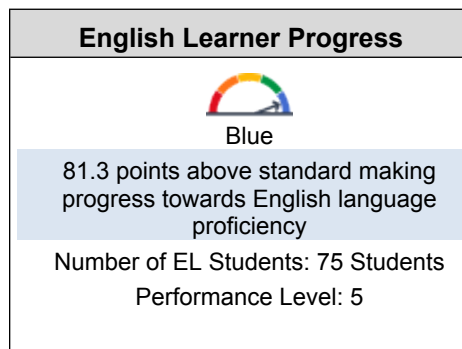 English Learner Progress
Blue
81.3 points above standard making
progress towards English language
proficiency
Number of EL Students: 75 Students
Performance Level: 5